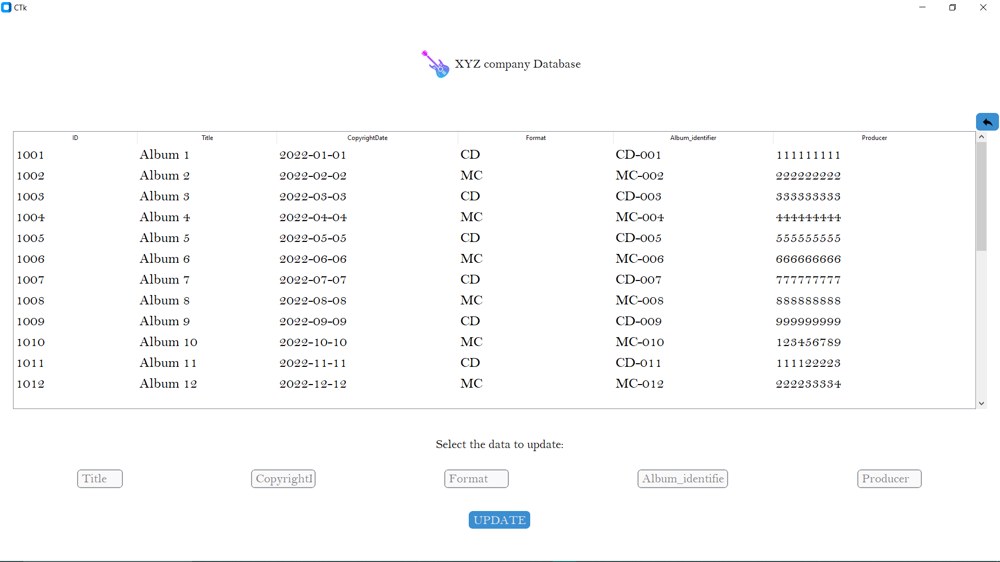 CTk
XYZ company Database
ID Title CopyrightDate Format Album_identifier Producer
1001 Album 1 2022-01-01 CD CD-001 111111111
1002 Album 2 2022-02-02 MC MC-002 222222222
1003 Album 3 2022-03-03 CD CD-003 333333333
1004 Album 4 2022-04-04 MC MC-004 444444444
1005 Album 5 2022-05-05 CD CD-005 555555555
1006 Album 6 2022-06-06 MC MC-006 666666666
1007 Album 7 2022-07-07 CD CD-007 777777777
1008 Album 8 2022-08-08 MC MC-008 888888888
1009 Album 9 2022-09-09 CD CD-009 999999999
1010 Album 10 2022-10-10 MC MC-010 123456789
1011 Album 11 2022-11-11 CD CD-011 111122223
1012 Album 12 2022-12-12 MC MC-012 222233334
Select the data to update:
Title CopyrightI Format Album_identifie Producer
UPDATE